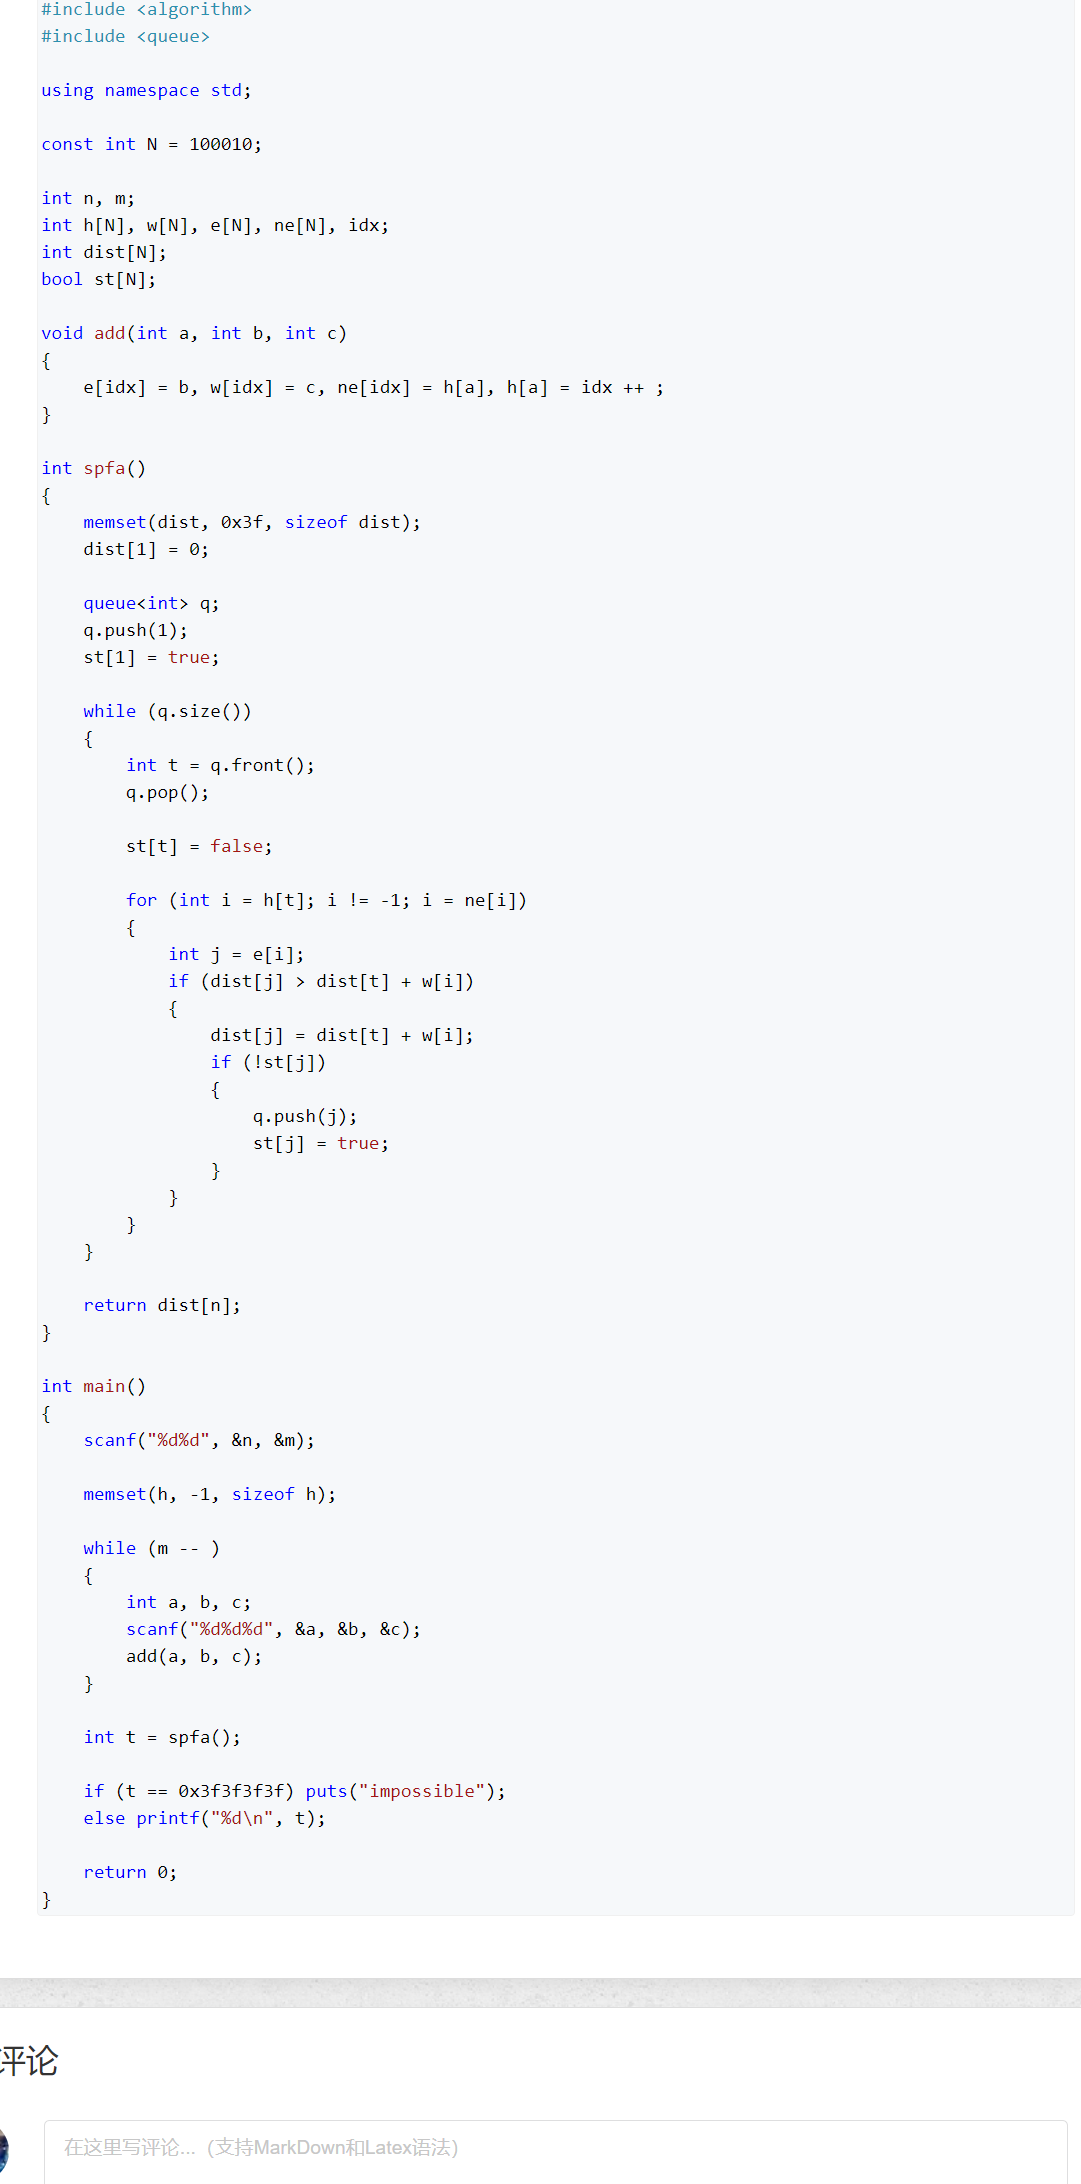 #include <algorithm>
#include <queue>
using namespace std;
const int N = 100010;
int n, m;
int h[N], w[N], e[N], ne[N], idx;
int dist[N];
bool st[N];
void add(int a, int b, int c)
{
    e[idx] = b, w[idx] = c, ne[idx] = h[a], h[a] = idx ++ ;
}
int spfa()
{
    memset(dist, 0x3f, sizeof dist);
    dist[1] = 0;
    queue<int> q;
    q.push(1);
    st[1] = true;
    while (q.size())
    {
        int t = q.front();
        q.pop();
        st[t] = false;
        for (int i = h[t]; i != -1; i = ne[i])
        {
            int j = e[i];
            if (dist[j] > dist[t] + w[i])
            {
                dist[j] = dist[t] + w[i];
                if (!st[j])
                {
                    q.push(j);
                    st[j] = true;
                }
            }
        }
    }
    return dist[n];
}
int main()
{
    scanf("%d%d", &n, &m);
    memset(h, -1, sizeof h);
    while (m -- )
    {
        int a, b, c;
        scanf("%d%d%d", &a, &b, &c);
        add(a, b, c);
    }
    int t = spfa();
    if (t == 0x3f3f3f3f) puts("impossible");
    else printf("%d\n", t);
    return 0;
}
评论
在这里写评论... (支持MarkDown和Latex语法)